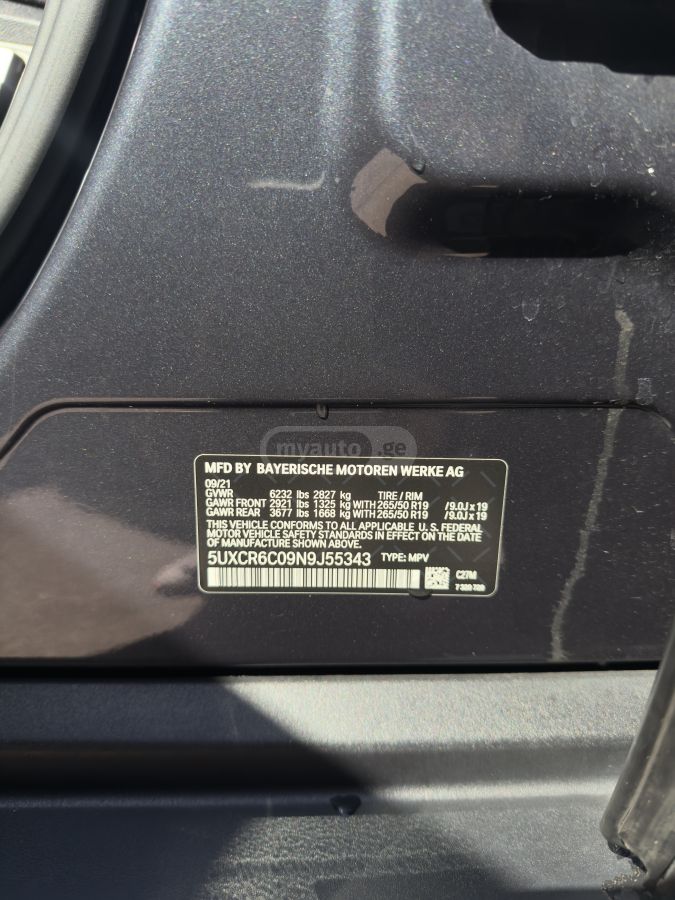 myauto.ge
MFD BY BAYERISCHE MOTOREN WERKE AG
09/21
GVWR 6232 lbs 2827 kg TIRE / RIM
GAWR FRONT 2921 lbs 1325 kg WITH 265/50 R19 /9.0J x 19
GAWR REAR 3677 lbs 1668 kg WITH 265/50 R19 /9.0J x 19
THIS VEHICLE CONFORMS TO ALL APPLICABLE U.S. FEDERAL
MOTOR VEHICLE SAFETY STANDARDS IN EFFECT ON THE DATE
OF MANUFACTURE SHOWN ABOVE.
5UXCR6C09N9J55343 TYPE: MPV
C27M